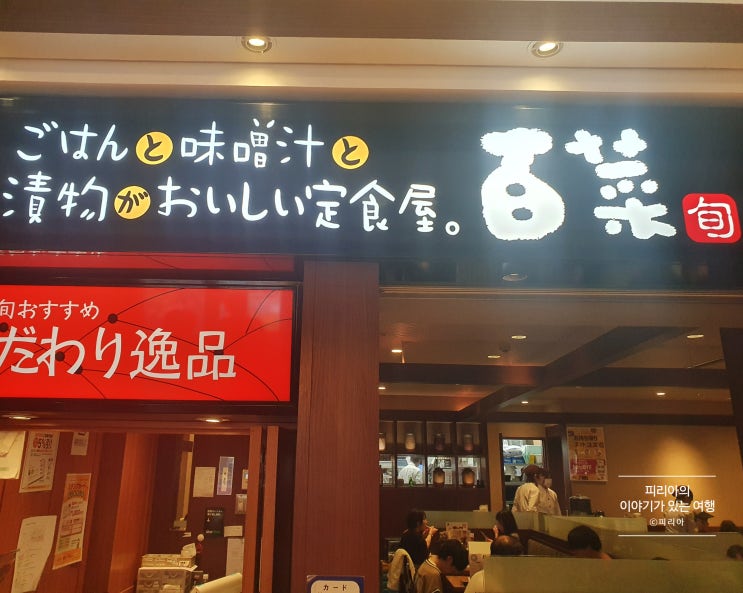 ごはんと味噌汁と
漬物がおいしい定食屋。
百菜 旬
旬おすすめ
だわり逸品
カード
피리아의
이야기가 있는 여행
©피리아